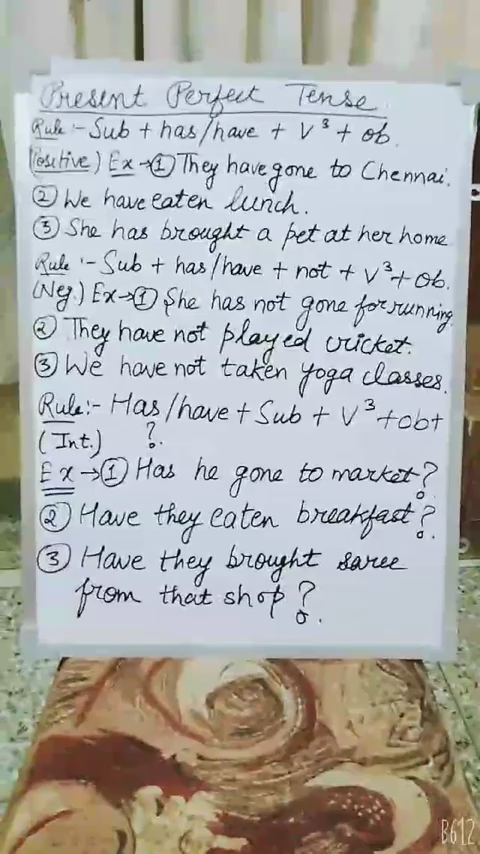 Present Perfect Tense
Rule:- Sub + has/have + V³ + ob.
(Positive) Ex → ① They have gone to Chennai.
② We have eaten lunch.
③ She has brought a pet at her home
Rule:- Sub + has/have + not + V³ + ob.
(Neg.) Ex → ① She has not gone for running.
② They have not played cricket.
③ We have not taken yoga classes.
Rule:- Has/have + Sub + V³ + ob +
(Int.) ?
Ex → ① Has he gone to market?
② Have they eaten breakfast?
③ Have they brought saree
from that shop?
B612